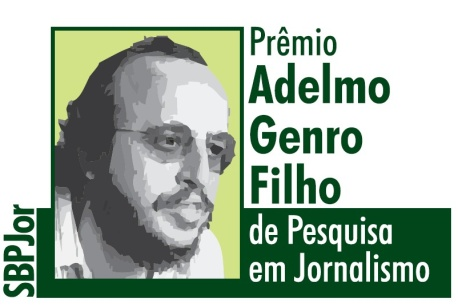 Prêmio
Adelmo
Genro
Filho
de Pesquisa
em Jornalismo
SBPJor